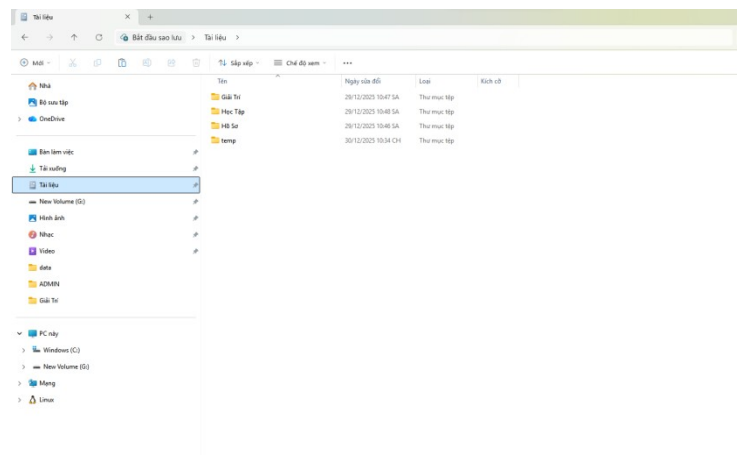 Tài liệu
Bắt đầu sao lưu > Tài liệu >
Mới
Sắp xếp
Chế độ xem
Tên Ngày sửa đổi Loại Kích cỡ
Giải Trí 29/12/2025 10:47 SA Thư mục tệp
Học Tập 29/12/2025 10:48 SA Thư mục tệp
Hồ Sơ 29/12/2025 10:46 SA Thư mục tệp
temp 30/12/2025 10:34 CH Thư mục tệp
Nhà
Bộ sưu tập
OneDrive
Bàn làm việc
Tải xuống
Tài liệu
New Volume (G:)
Hình ảnh
Nhạc
Video
data
ADMIN
Giải Trí
PC này
Windows (C:)
New Volume (G:)
Mạng
Linux